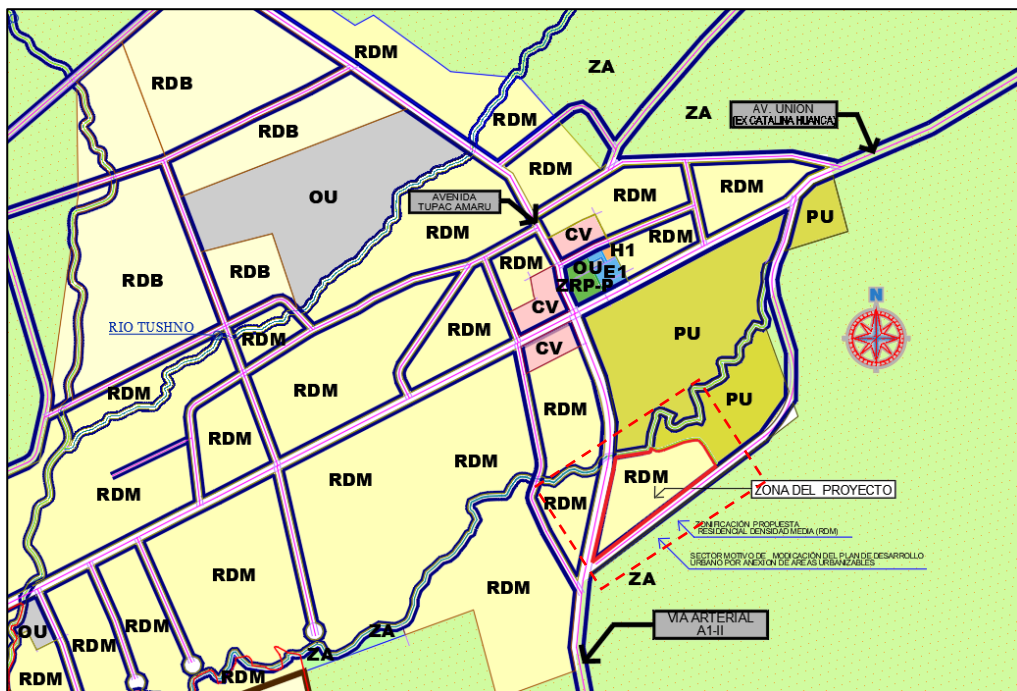 RDM
ZA
RDB
AV. UNION
(EX CATALINA HUANCA)
ZA
RDM
RDB
RDM
RDM
RDM
OU
AVENIDA
TUPAC AMARU
PU
RDM
CV
RDM
H1
RDB
RDM
OU
E1
ZRP-P
RDB
N
CV
RIO TUSHNO
RDM
RDM
PU
CV
RDM
RDM
RDM
PU
RDM
RDM
RDM
RDM
RDM
RDM
ZONA DEL PROYECTO
RDM
ZONIFICACIÓN PROPUESTA
RESIDENCIAL DENSIDAD MEDIA (RDM)
SECTOR MOTIVO DE MODICACIÓN DEL PLAN DE DESARROLLO
URBANO POR ANEXION DE AREAS URBANIZABLES
RDM
ZA
RDM
VIA ARTERIAL
A1-II
OU
ZA
RDM
RDM
ZA
RDM
RDM